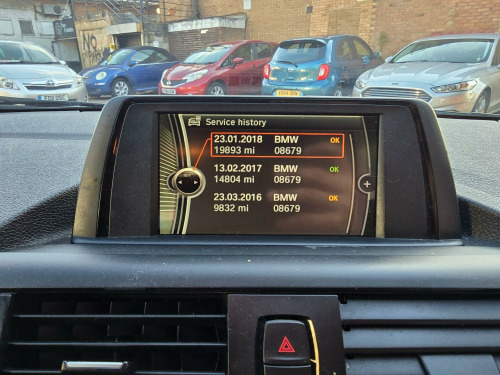 NO
Service history
23.01.2018 BMW OK
19893 mi 08679
13.02.2017 BMW OK
14804 mi 08679
23.03.2016 BMW OK
9832 mi 08679
+